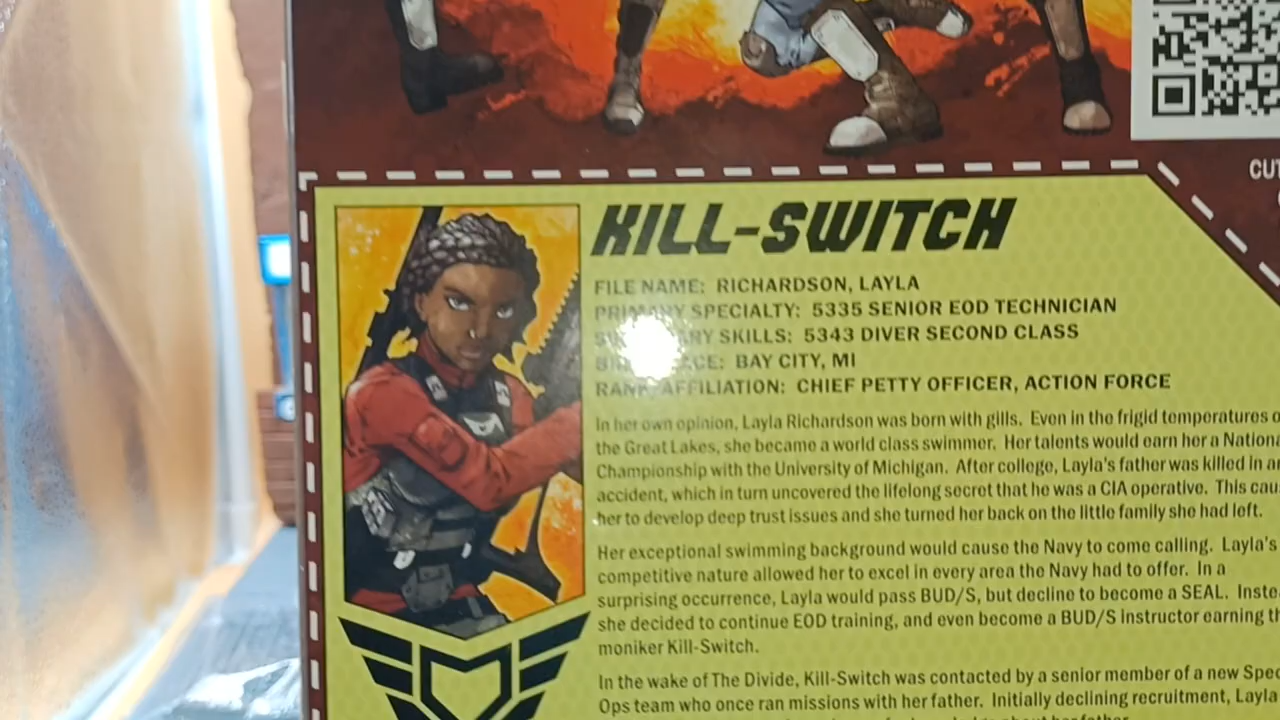 CUT
KILL-SWITCH
FILE NAME: RICHARDSON, LAYLA
PRIMARY SPECIALTY: 5335 SENIOR EOD TECHNICIAN
SKILLS: 5343 DIVER SECOND CLASS
BAY CITY, MI
RANK/AFFILIATION: CHIEF PETTY OFFICER, ACTION FORCE
In her own opinion, Layla Richardson was born with gills. Even in the frigid temperatures
the Great Lakes, she became a world class swimmer. Her talents would earn her a
Championship with the University of Michigan. After college, Layla's father was killed in
accident, which in turn uncovered the lifelong secret that he was a CIA operative. This
her to develop deep trust issues and she turned her back on the little family she had left.
Her exceptional swimming background would cause the Navy to come calling. Layla's
competitive nature allowed her to excel in every area the Navy had to offer. In a
surprising occurrence, Layla would pass BUD/S, but decline to become a SEAL.
she decided to continue EOD training, and even become a BUD/S instructor earning
moniker Kill-Switch.
In the wake of The Divide, Kill-Switch was contacted by a senior member of a new
Ops team who once ran missions with her father. Initially declining recruitment, Layla